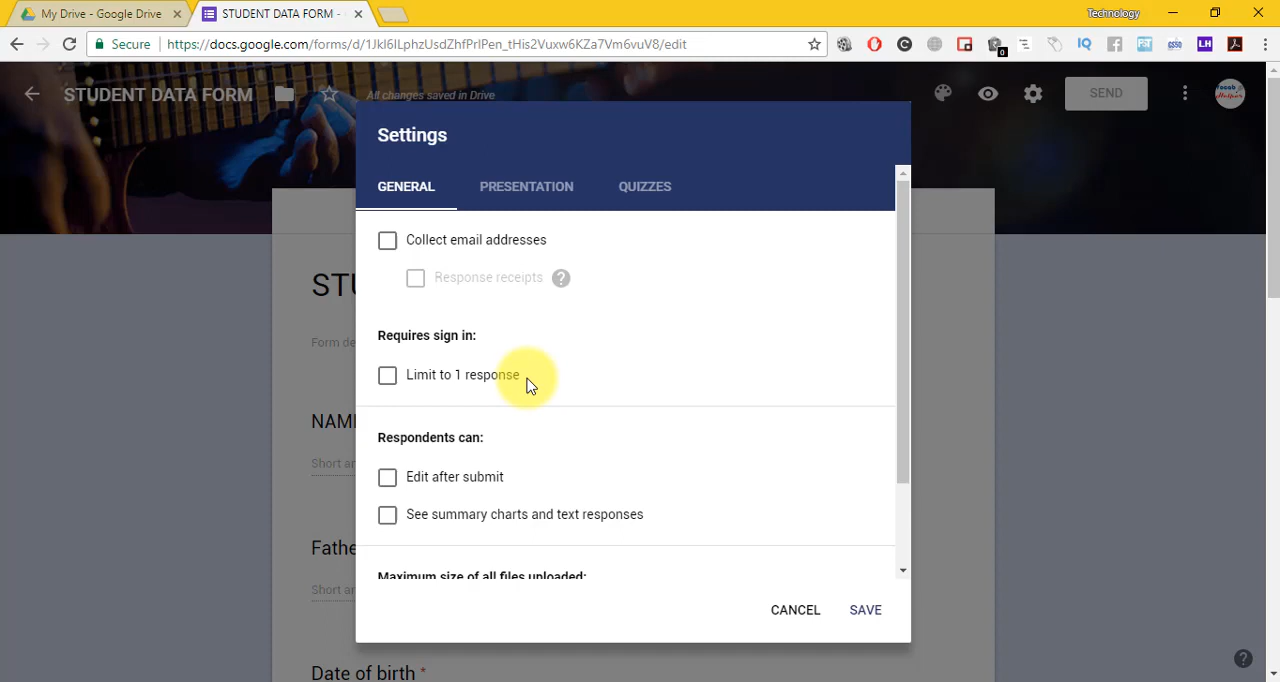 My Drive - Google Drive
STUDENT DATA FORM -
Technology
Secure
https://docs.google.com/forms/d/1JkI6ILphzUsdZhfPrIPen_tHis2Vuxw6KZa7Vm6vuV8/edit
STUDENT DATA FORM
All changes saved in Drive
SEND
Settings
GENERAL
PRESENTATION
QUIZZES
Collect email addresses
Response receipts
Requires sign in:
Limit to 1 response
Respondents can:
Edit after submit
See summary charts and text responses
Maximum size of all files uploaded:
CANCEL
SAVE
STU
Form de
NAM
Short an
Fathe
Short an
Date of birth *